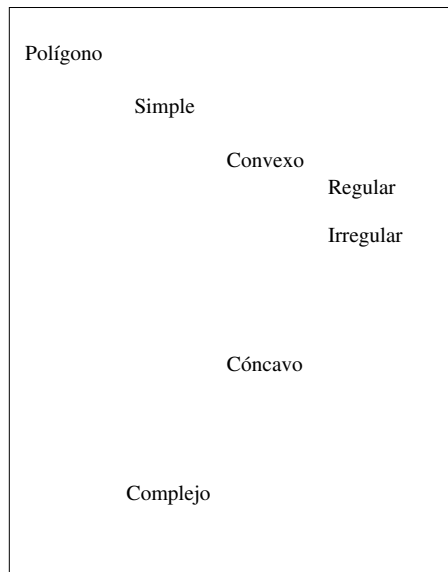 Polígono
Simple
Convexo
Regular
Irregular
Cóncavo
Complejo